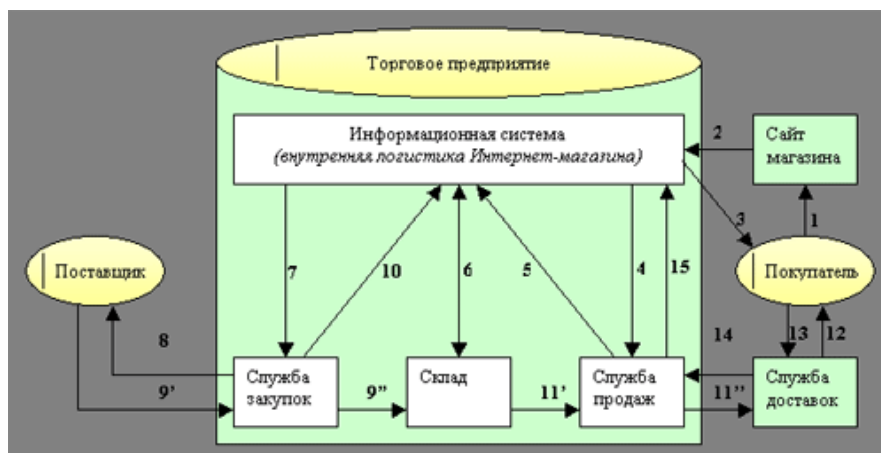 Торговое предприятие
Информационная система
(внутренняя логистика Интернет-магазина)
2
Сайт
магазина
3
1
Поставщик
7
10
6
5
4
15
Покупатель
8
14
13
12
9’
Служба
закупок
9”
Склад
11’
Служба
продаж
11”
Служба
доставок